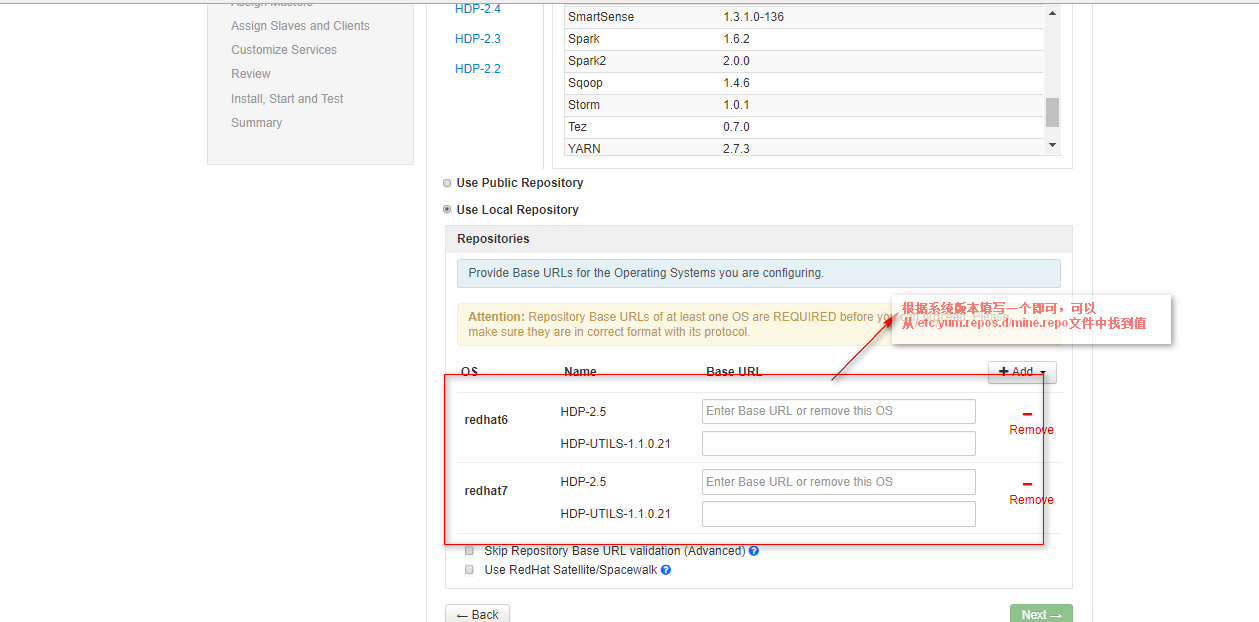 Assign Masters
Assign Slaves and Clients
Customize Services
Review
Install, Start and Test
Summary
HDP-2.4
HDP-2.3
HDP-2.2
SmartSense 1.3.1.0-136
Spark 1.6.2
Spark2 2.0.0
Sqoop 1.4.6
Storm 1.0.1
Tez 0.7.0
YARN 2.7.3
Use Public Repository
Use Local Repository
Repositories
Provide Base URLs for the Operating Systems you are configuring.
Attention: Repository Base URLs of at least one OS are REQUIRED before you can proceed. Please
make sure they are in correct format with its protocol.
根据系统版本填写一个即可，可以
从/etc/yum.repos.d/mine.repo文件中找到值
OS Name Base URL
+ Add
redhat6
HDP-2.5 Enter Base URL or remove this OS
HDP-UTILS-1.1.0.21
Remove
redhat7
HDP-2.5 Enter Base URL or remove this OS
HDP-UTILS-1.1.0.21
Remove
Skip Repository Base URL validation (Advanced) ?
Use RedHat Satellite/Spacewalk ?
← Back
Next →